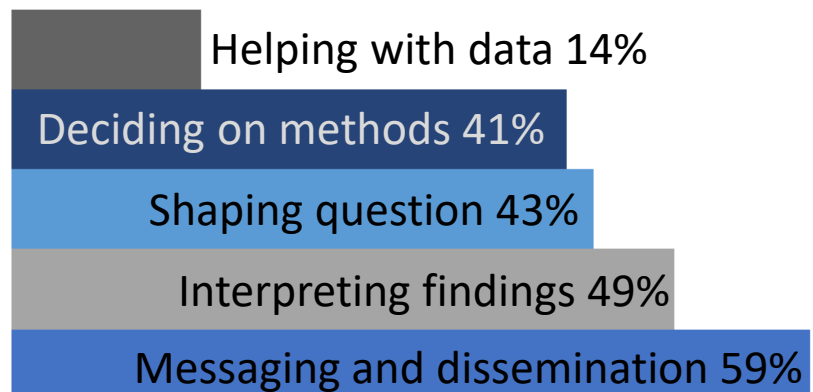 Helping with data 14%
Deciding on methods 41%
Shaping question 43%
Interpreting findings 49%
Messaging and dissemination 59%